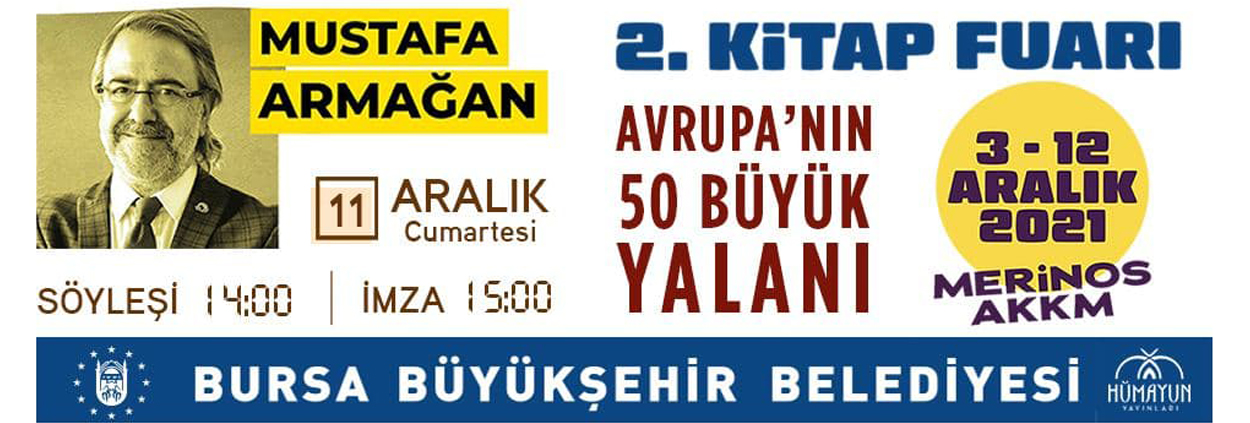 MUSTAFA
ARMAĞAN
11 ARALIK
Cumartesi
SÖYLEŞİ 14:00 | İMZA 15:00
2. KİTAP FUARI
AVRUPA'NIN
50 BÜYÜK
YALANI
3 - 12
ARALIK
2021
MERİNOS
AKKM
BURSA BÜYÜKŞEHİR BELEDİYESİ
HÜMAYUN
YAYINLARI